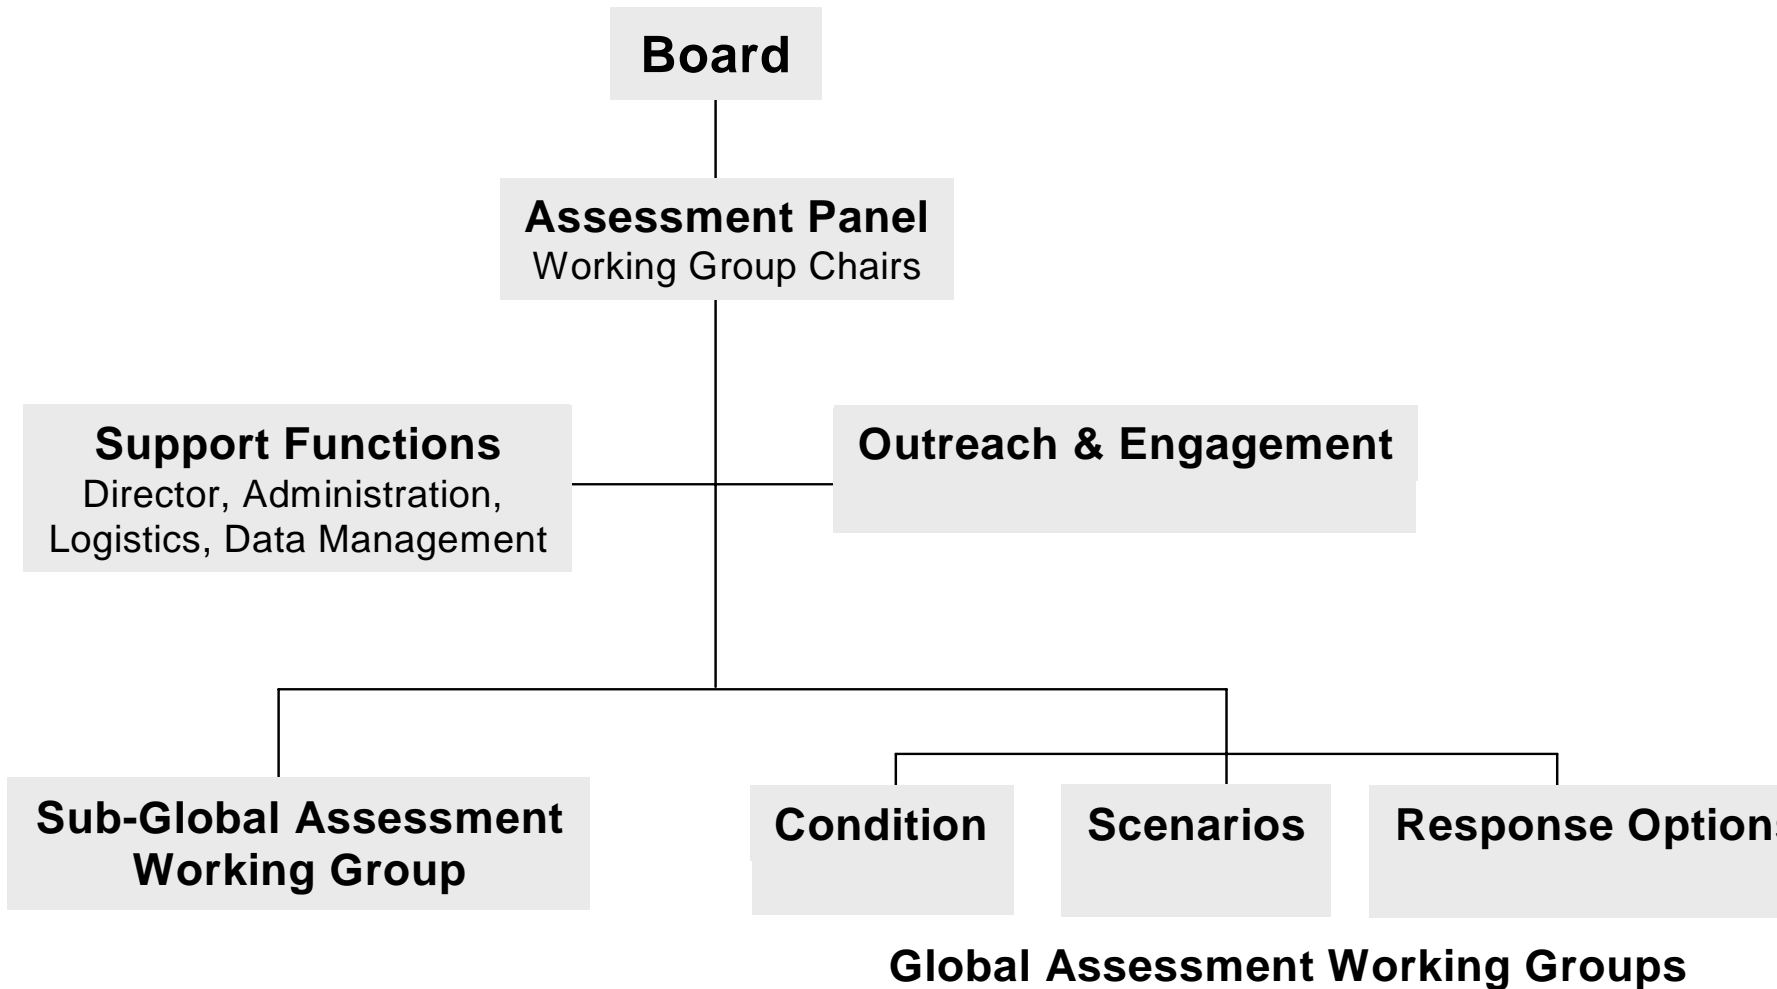 Board
Assessment Panel
Working Group Chairs
Support Functions
Director, Administration,
Logistics, Data Management
Outreach & Engagement
Sub-Global Assessment
Working Group
Condition
Scenarios
Response Options
Global Assessment Working Groups